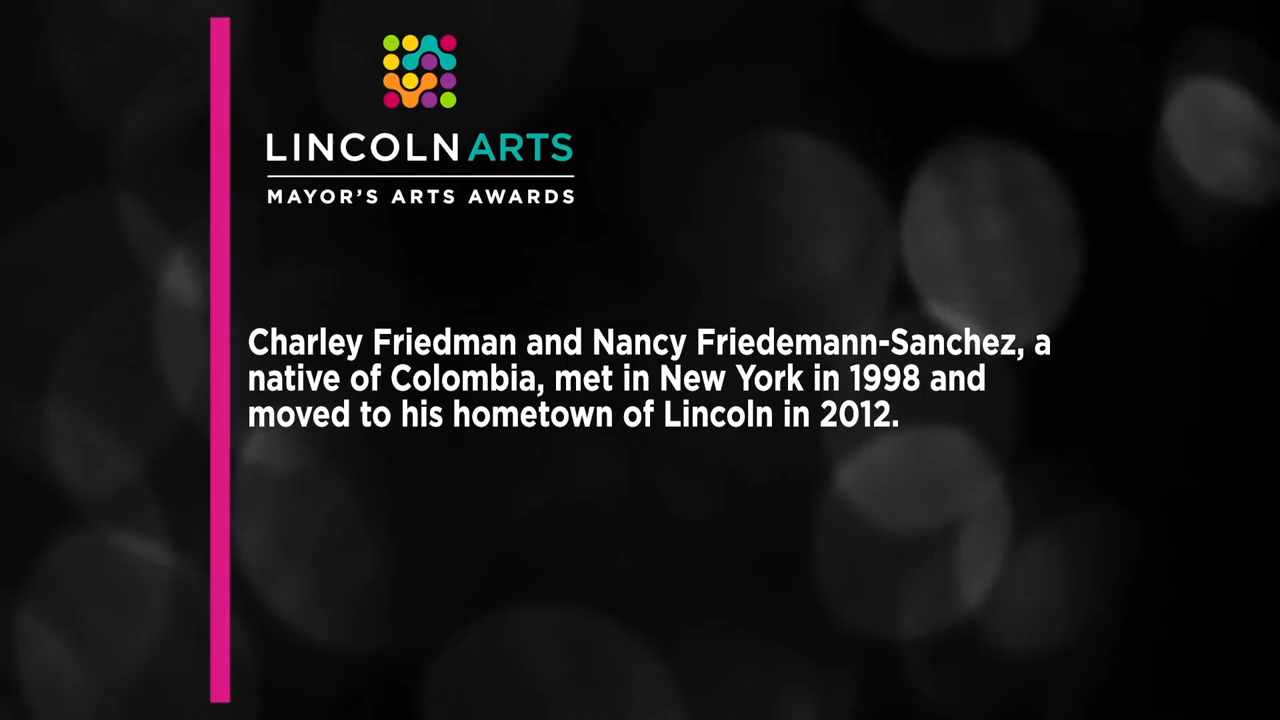 LINCOLN ARTS
MAYOR'S ARTS AWARDS
Charley Friedman and Nancy Friedemann-Sanchez, a
native of Colombia, met in New York in 1998 and
moved to his hometown of Lincoln in 2012.